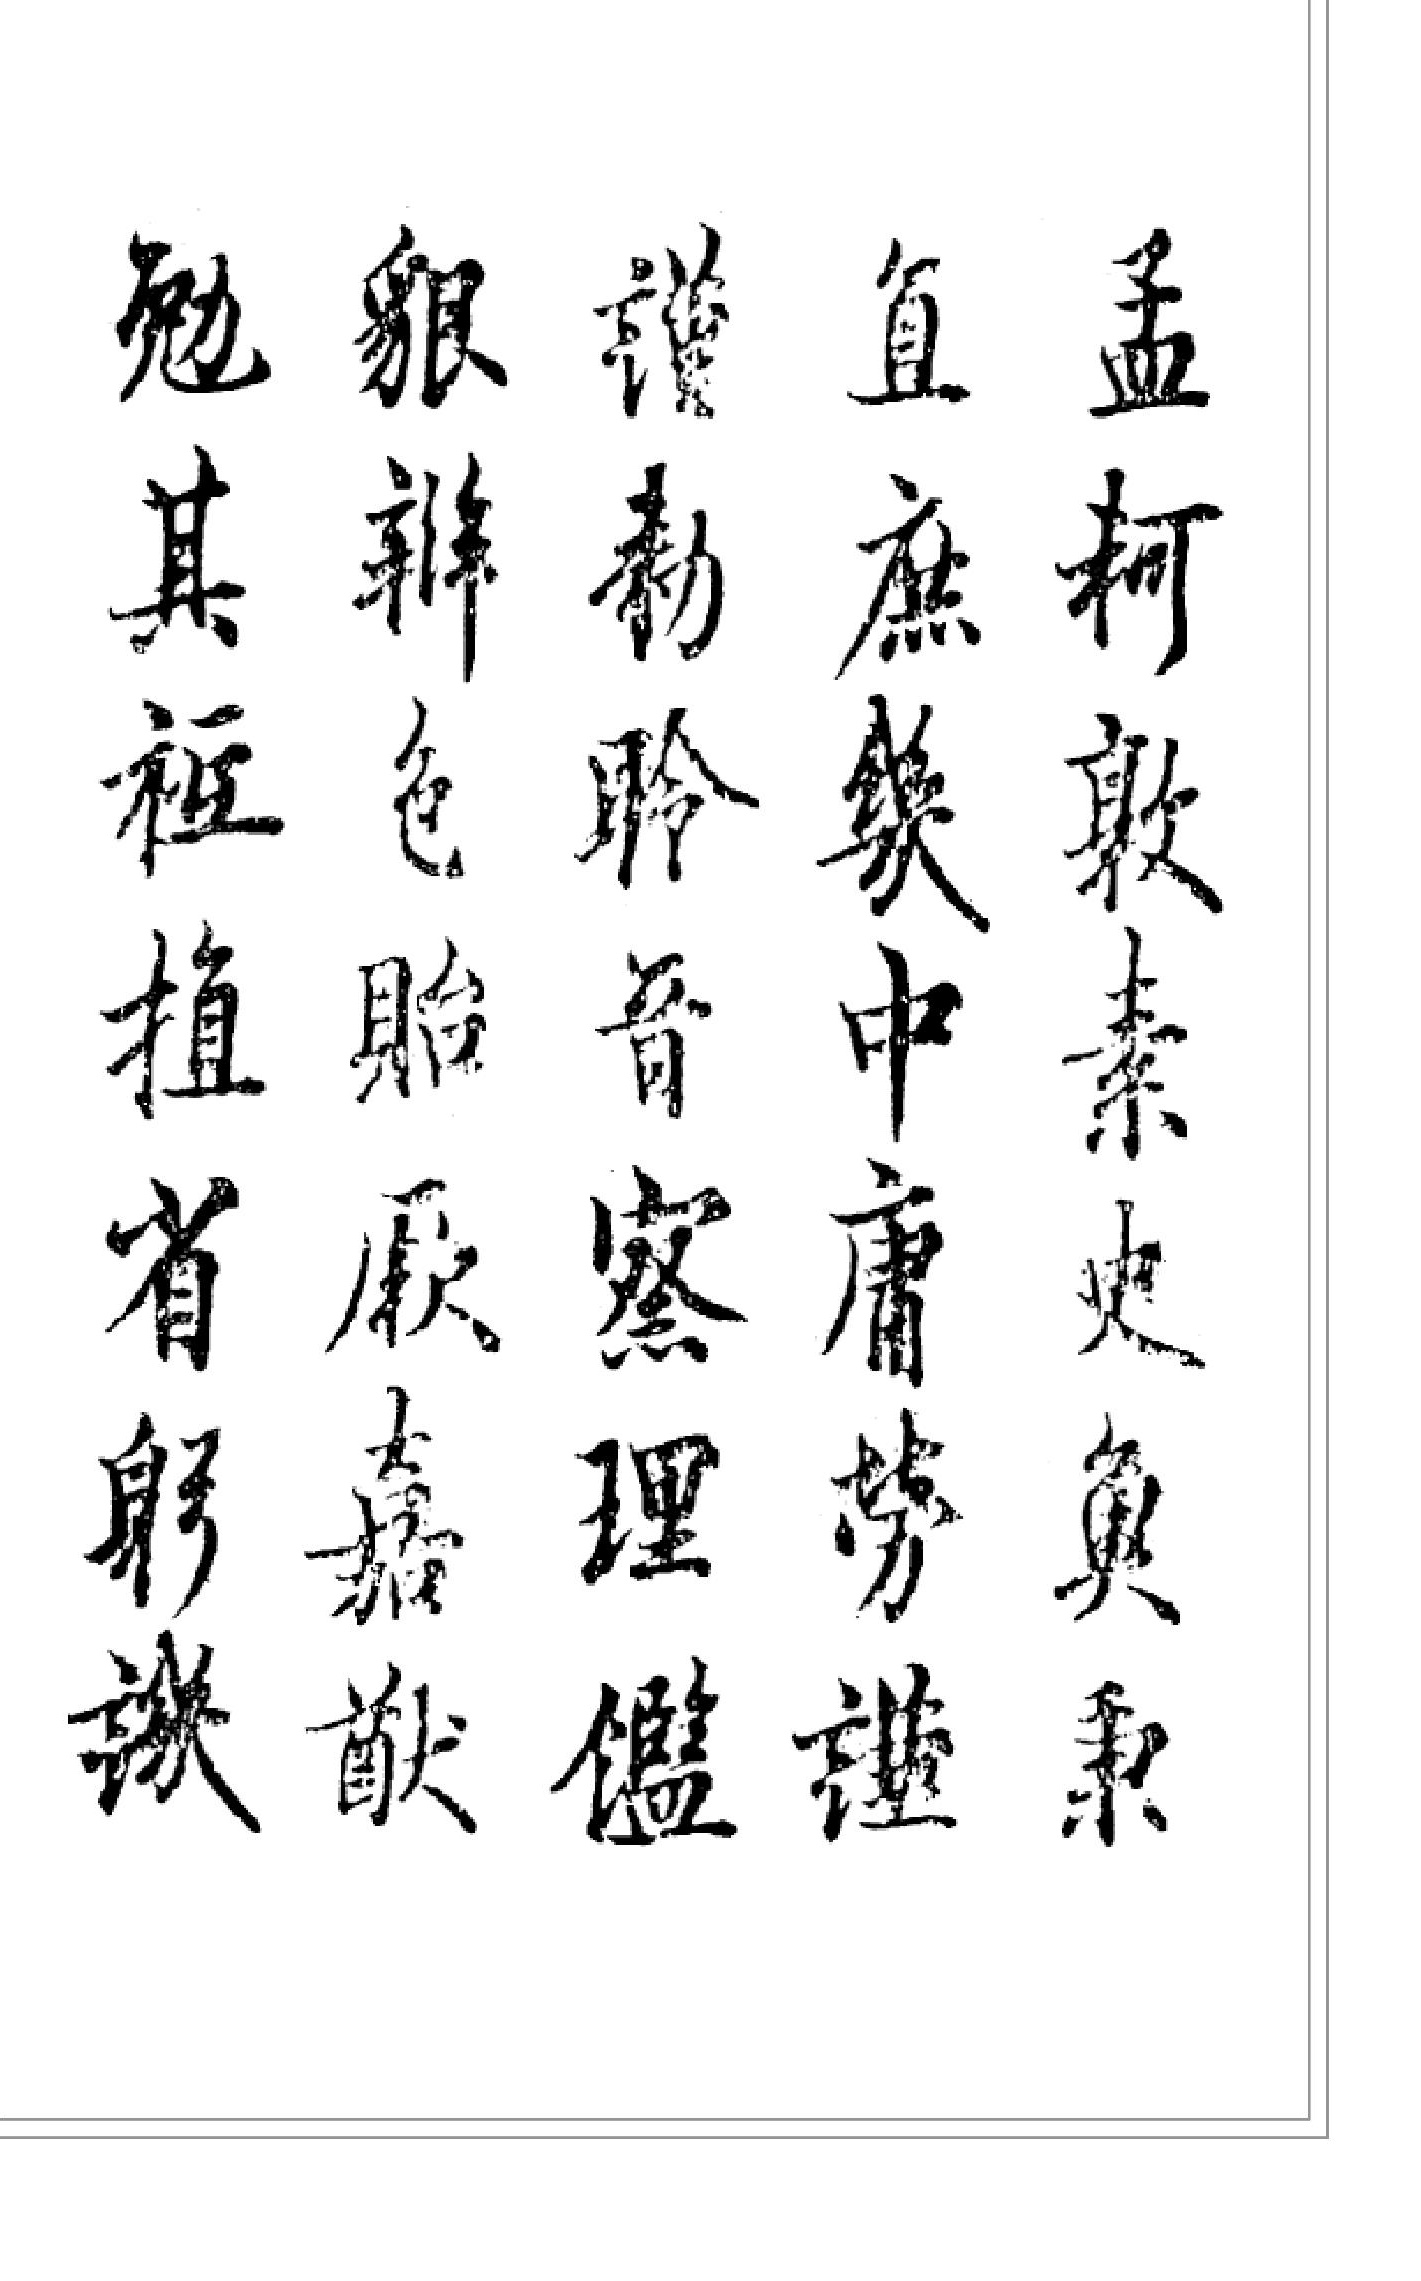 孟軻敦素史魚秉
直庶幾中庸勞謙
謹勅聆音察理鑑
貌辨色貽厥嘉猷
勉其祗植省躬譏